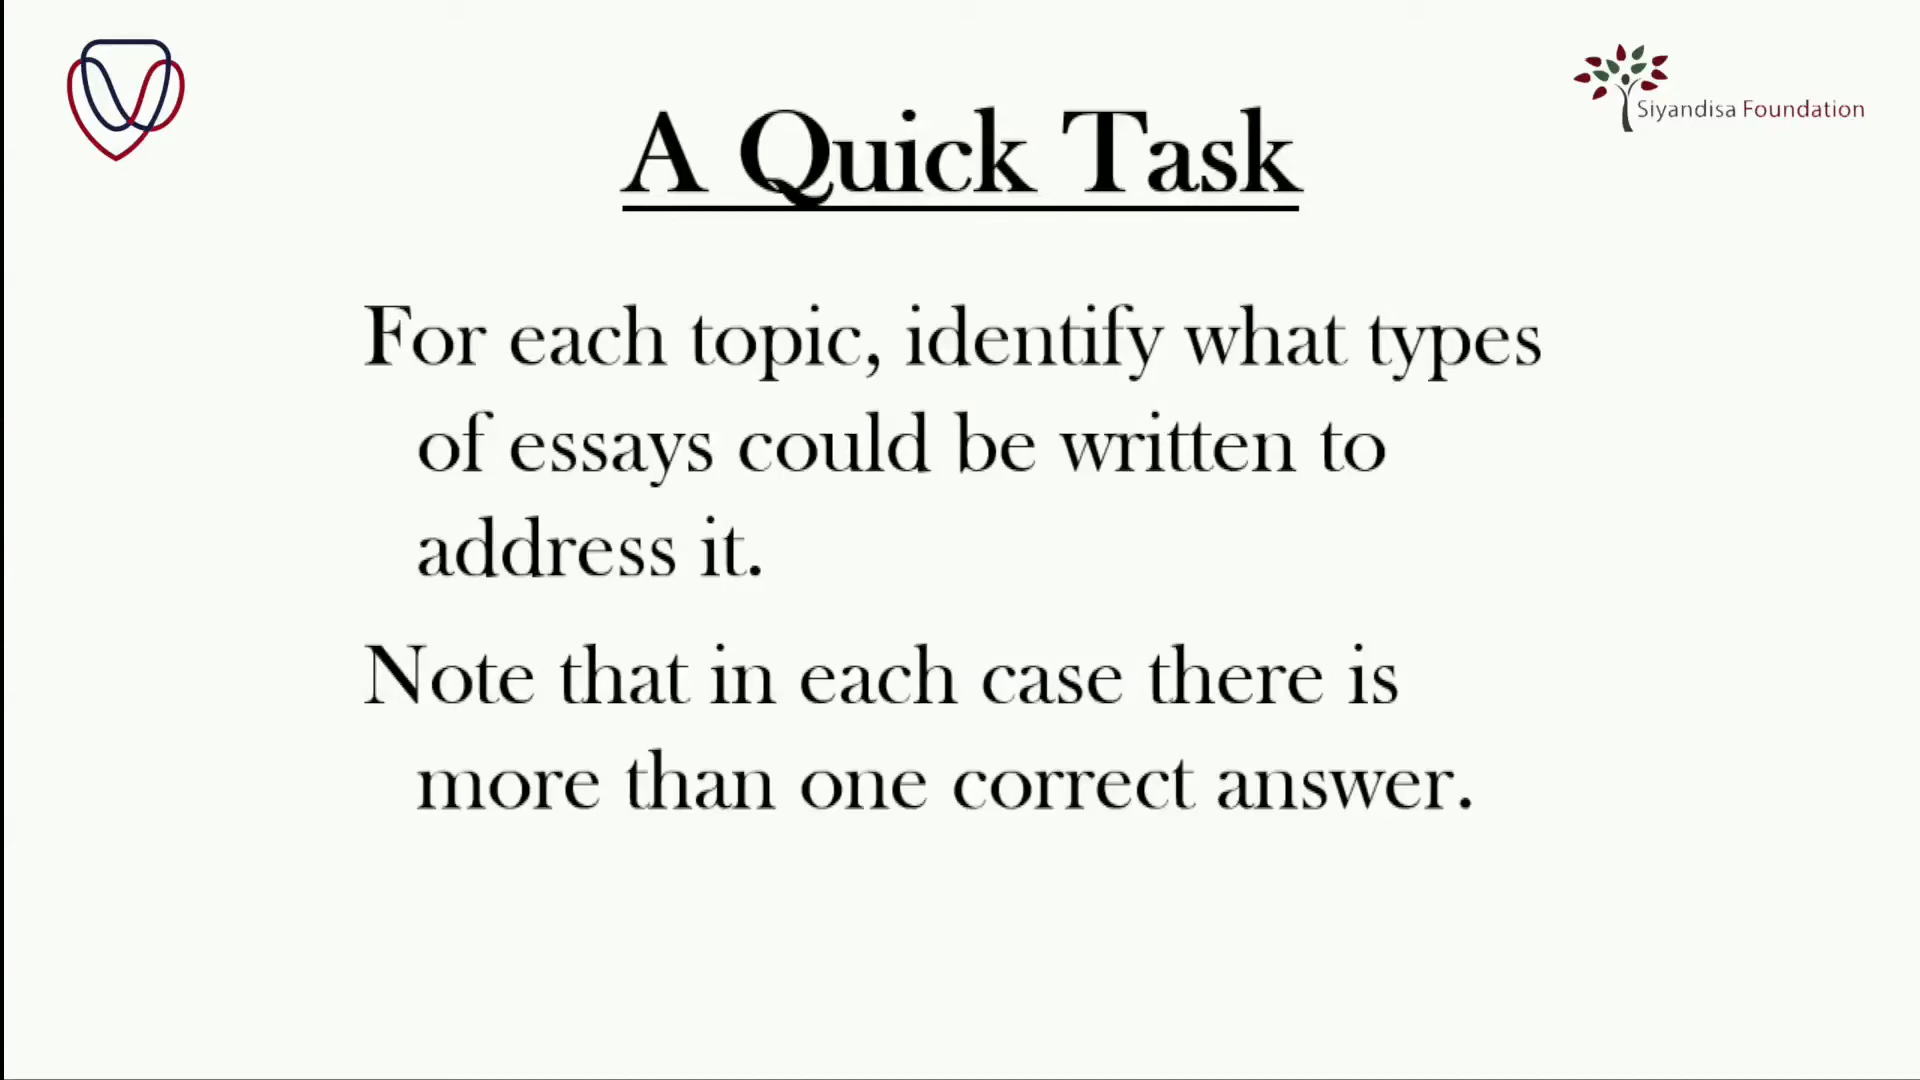 Siyandisa Foundation
A Quick Task
For each topic, identify what types
of essays could be written to
address it.
Note that in each case there is
more than one correct answer.